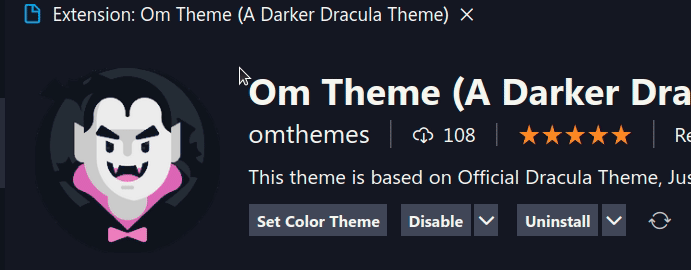 Extension: Om Theme (A Darker Dracula Theme)
Om Theme (A Darker Dra
omthemes 108 Re
This theme is based on Official Dracula Theme, Jus
Set Color Theme Disable Uninstall